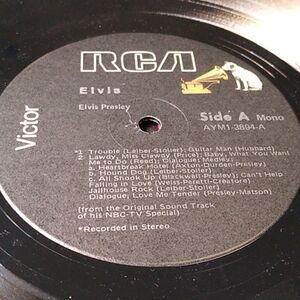 RCA
Victor
Elvis
Elvis Presley
Side A Mono
AYM1-3894-A
*1 Trouble (Leiber-Stoller); Guitar Man (Hubbard)
2 Lawdy, Miss Clawdy (Price); Baby, What You Want
Me to Do (Reed); Dialogue; Medley:
a. Heartbreak Hotel (Axton-Durden-Presley)
b. Hound Dog (Leiber-Stoller)
c. All Shook Up (Blackwell-Presley); Can't Help
Falling in Love (Weiss-Peretti-Creatore)
Jailhouse Rock (Leiber-Stoller)
Dialogue; Love Me Tender (Presley-Matson)
(from the Original Sound Track
of his NBC-TV Special)
*Recorded in Stereo